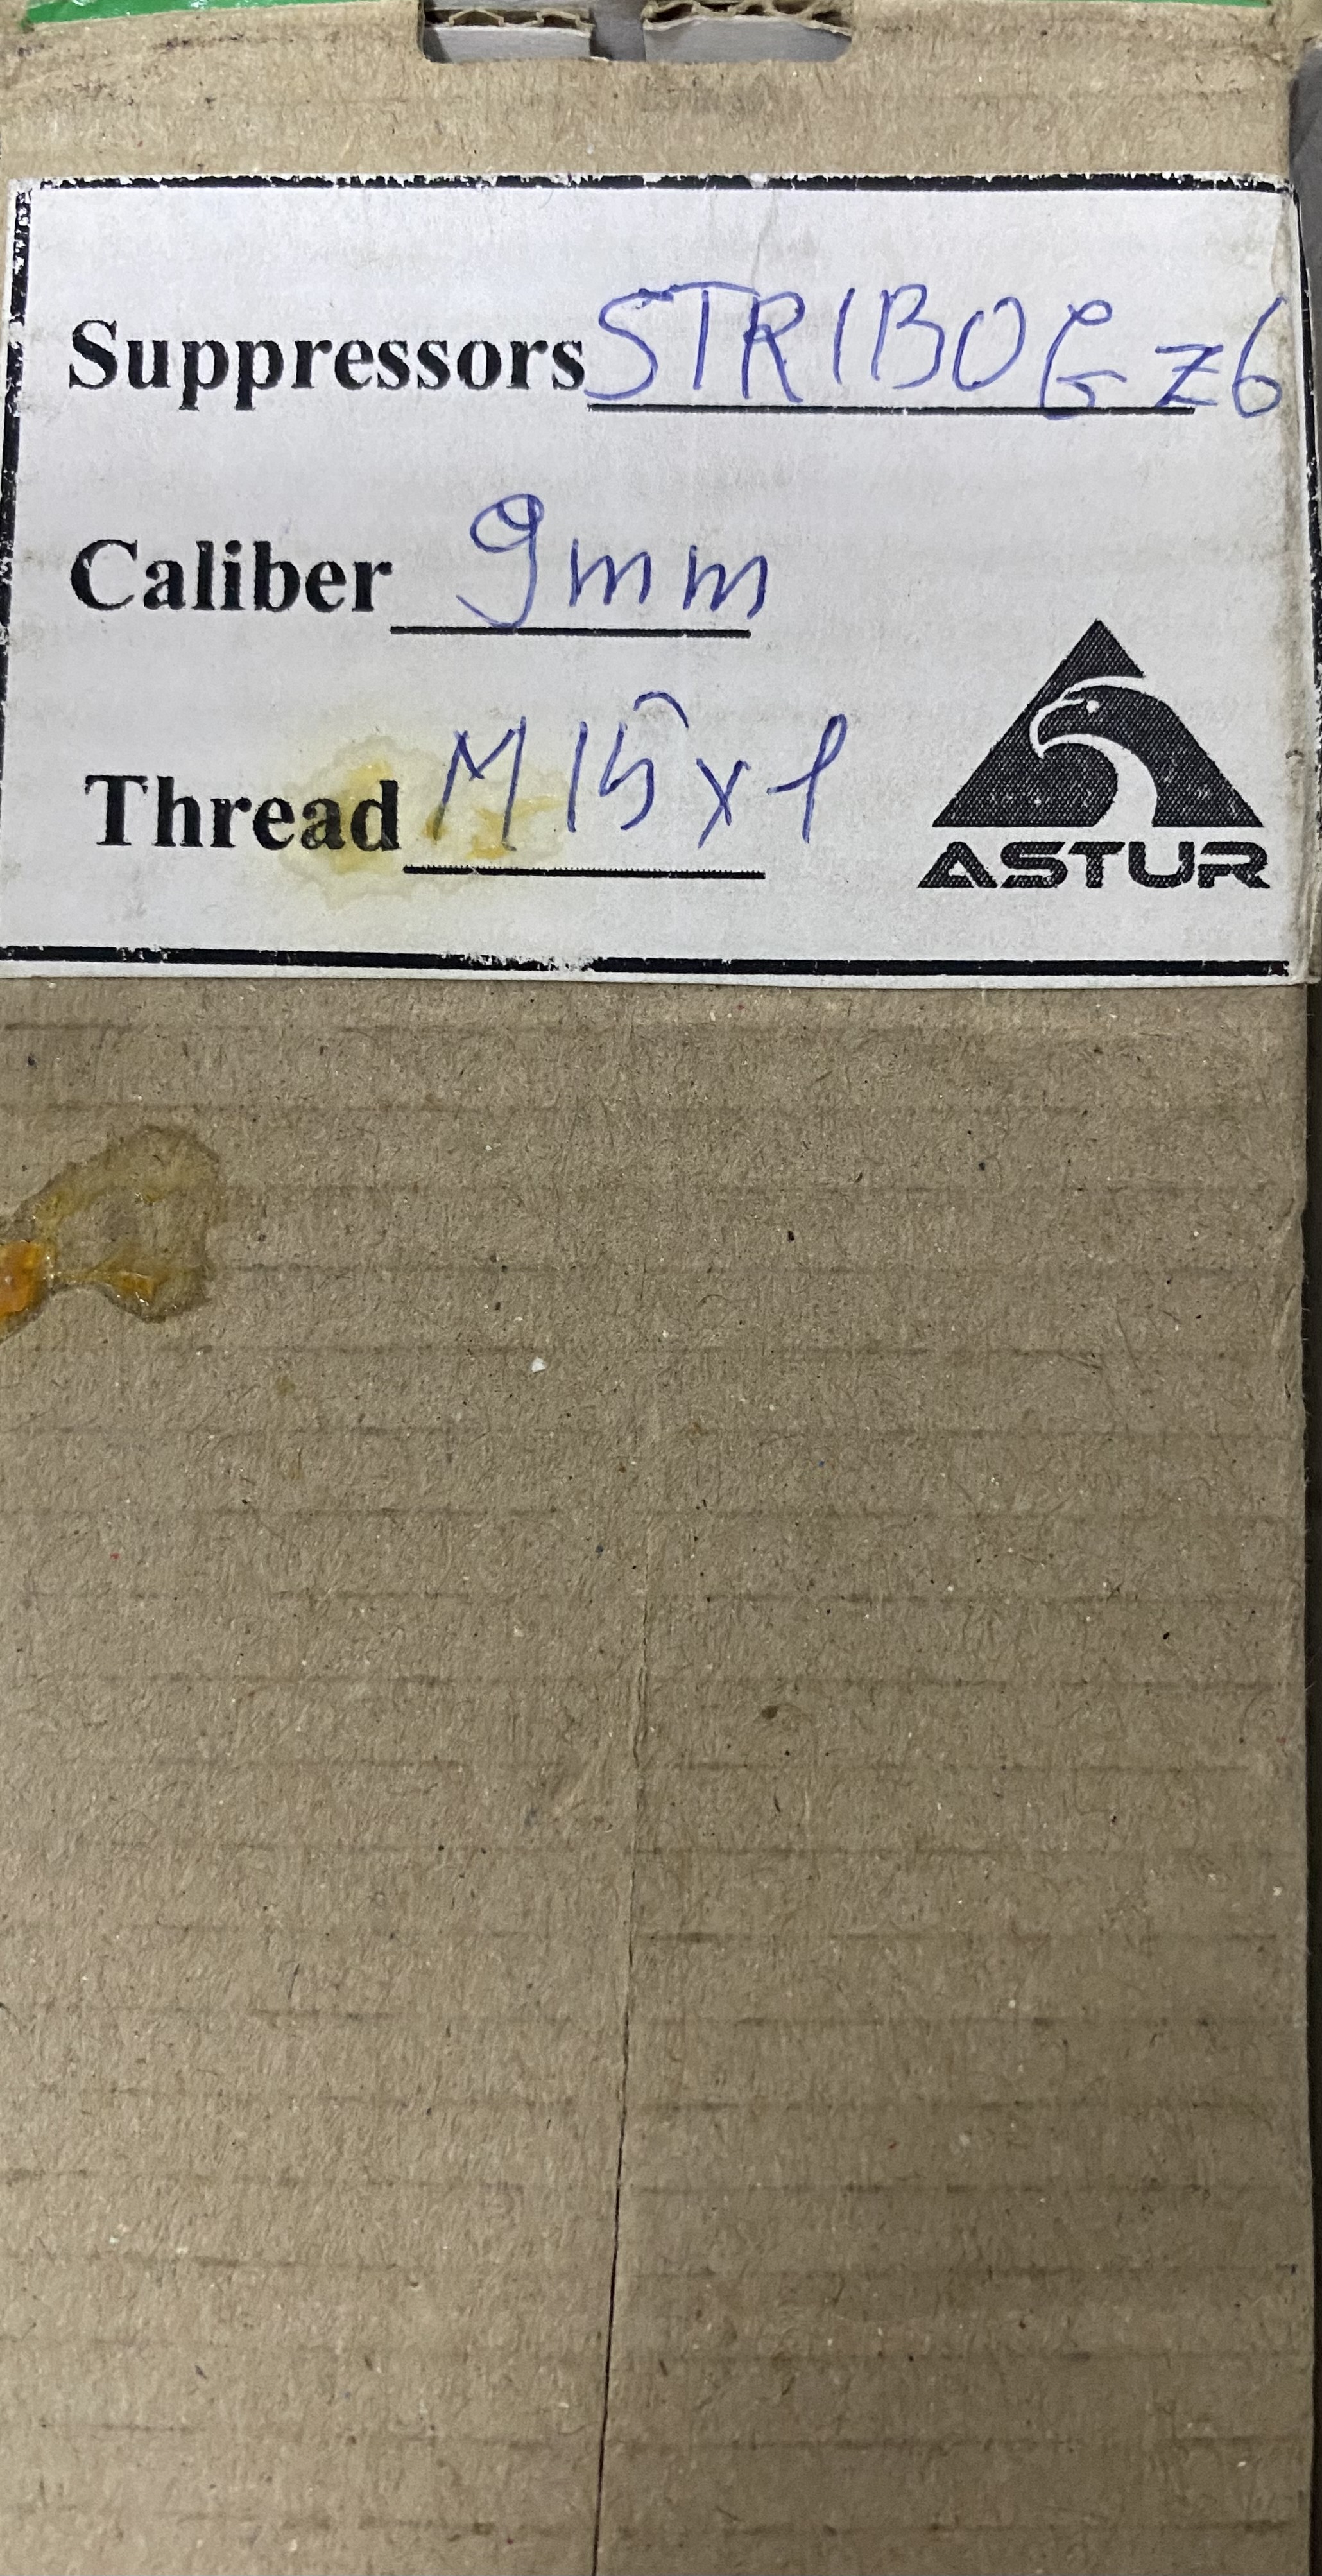 Suppressors STRIBOG z6
Caliber 9mm
Thread M15x1
ASTUR